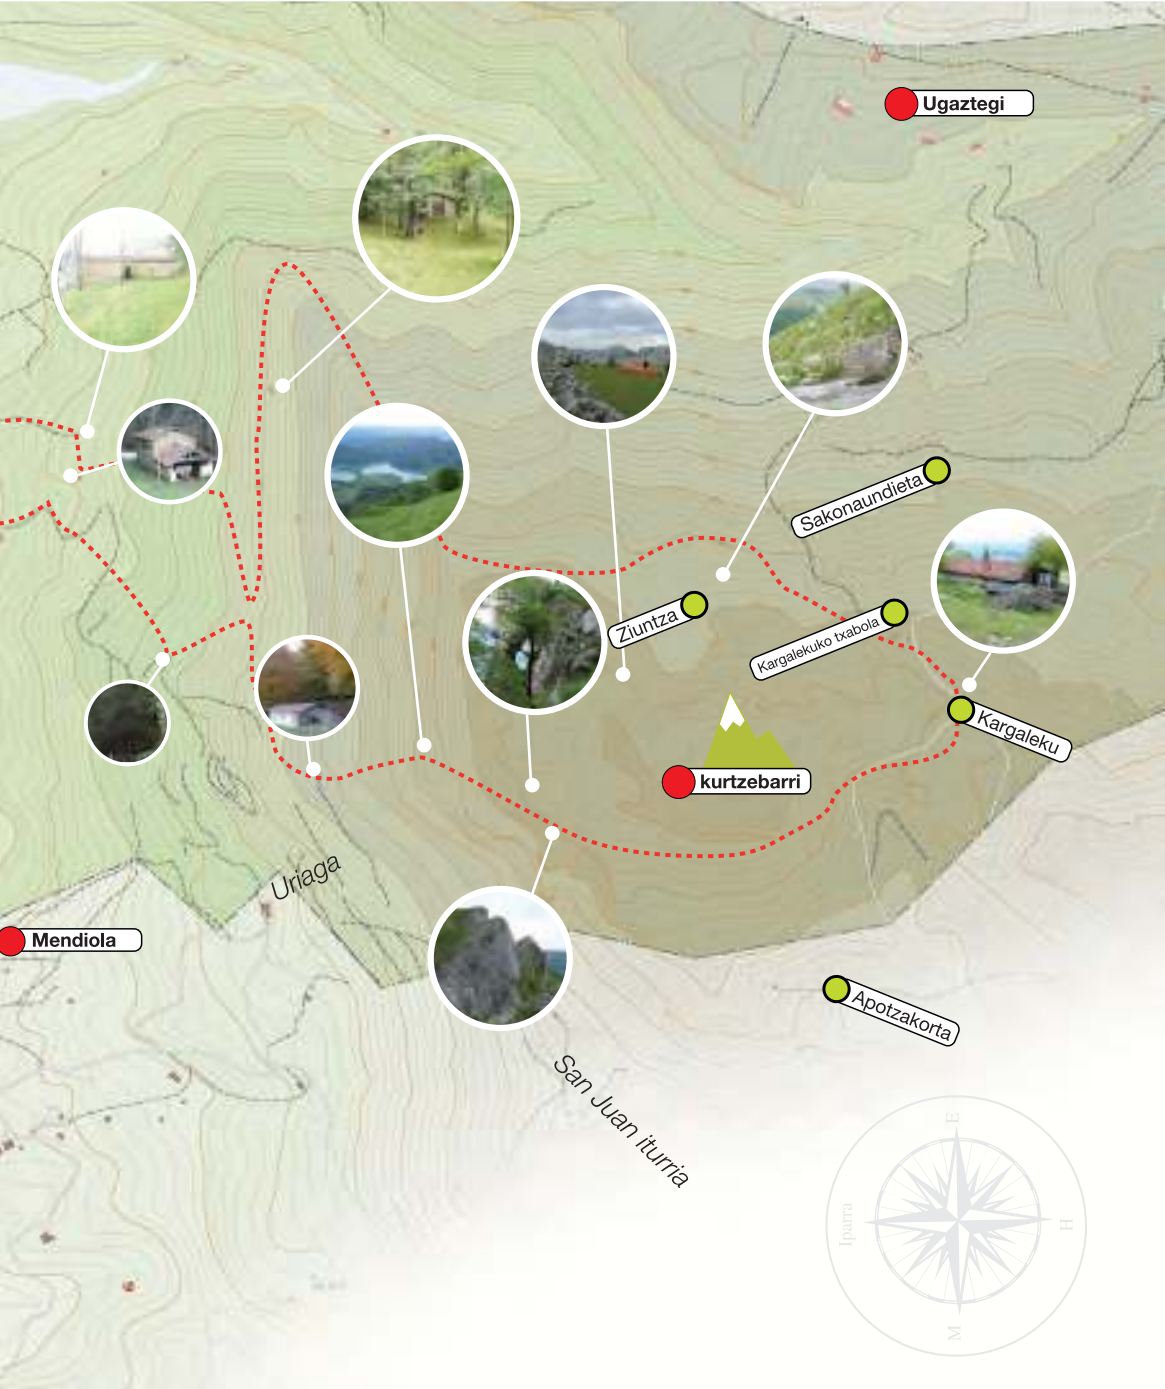 Ugaztegi
Sakonaundieta
Ziuntza
Kargalekuko txabola
Kargaleku
kurtzebarri
Uriaga
Mendiola
Apotzakorta
San Juan iturria
E
Iparra
H
M